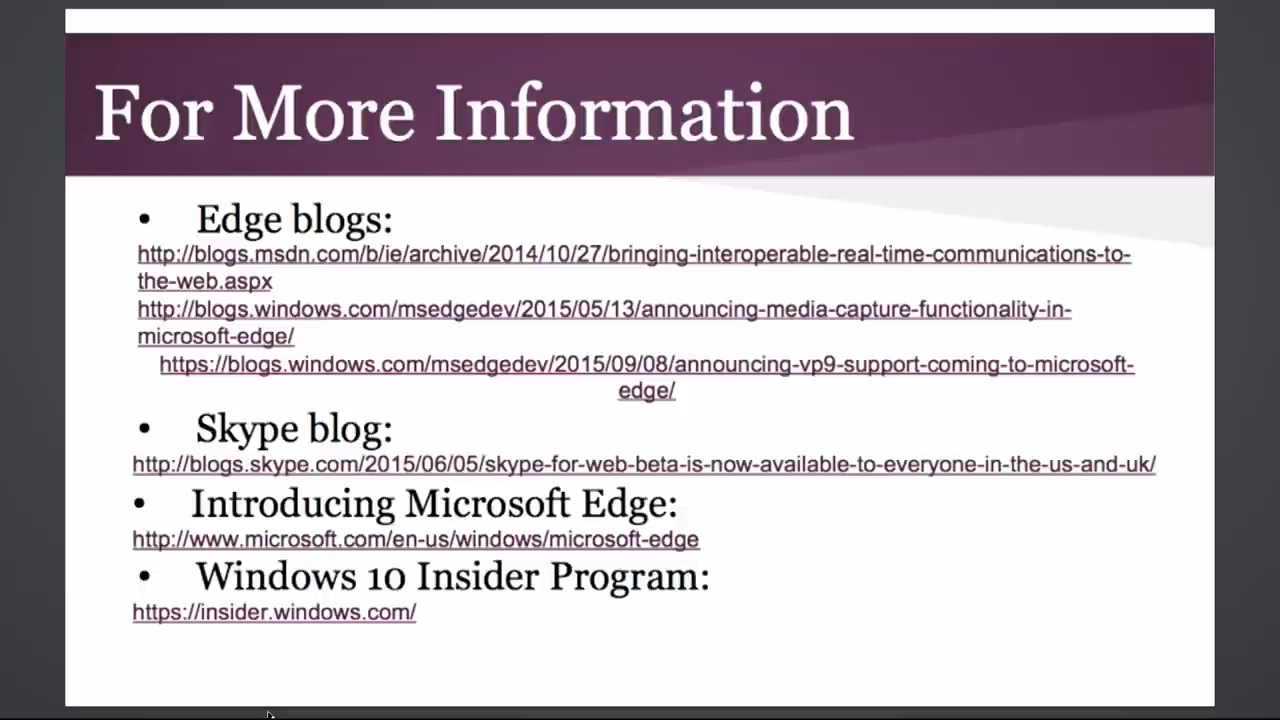 For More Information
• Edge blogs:
http://blogs.msdn.com/b/ie/archive/2014/10/27/bringing-interoperable-real-time-communications-to-
the-web.aspx
http://blogs.windows.com/msedgedev/2015/05/13/announcing-media-capture-functionality-in-
microsoft-edge/
https://blogs.windows.com/msedgedev/2015/09/08/announcing-vp9-support-coming-to-microsoft-
edge/
• Skype blog:
http://blogs.skype.com/2015/06/05/skype-for-web-beta-is-now-available-to-everyone-in-the-us-and-uk/
• Introducing Microsoft Edge:
http://www.microsoft.com/en-us/windows/microsoft-edge
• Windows 10 Insider Program:
https://insider.windows.com/